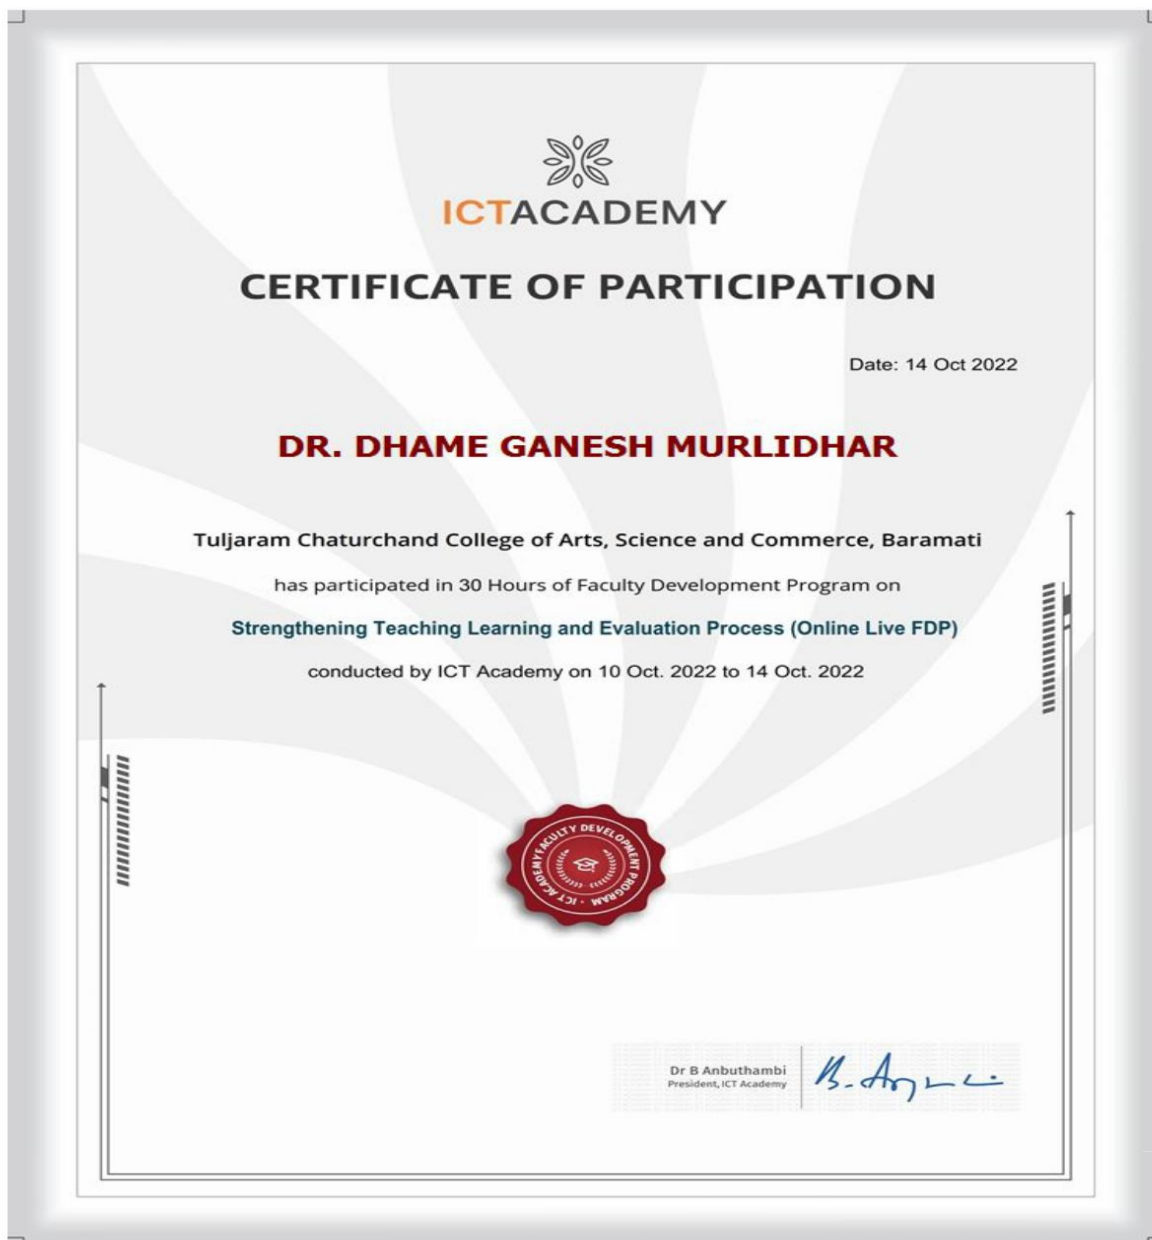 ICTACADEMY
CERTIFICATE OF PARTICIPATION
Date: 14 Oct 2022
DR. DHAME GANESH MURLIDHAR
Tuljaram Chaturchand College of Arts, Science and Commerce, Baramati
has participated in 30 Hours of Faculty Development Program on
Strengthening Teaching Learning and Evaluation Process (Online Live FDP)
conducted by ICT Academy on 10 Oct. 2022 to 14 Oct. 2022
FACULTY DEVELOPMENT PROGRAM · ICT ACADEMY
Dr B Anbuthambi
President, ICT Academy